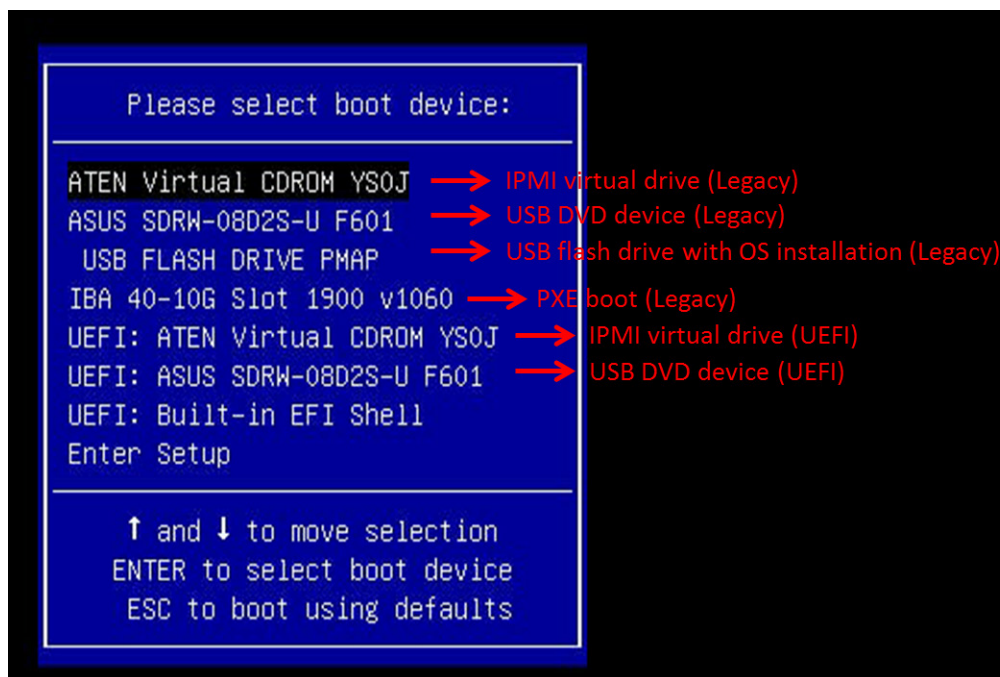 Please select boot device:
ATEN Virtual CDROM YS0J → IPMI virtual drive (Legacy)
ASUS SDRW-08D2S-U F601 → USB DVD device (Legacy)
USB FLASH DRIVE PMAP → USB flash drive with OS installation (Legacy)
IBA 40-10G Slot 1900 v1060 → PXE boot (Legacy)
UEFI: ATEN Virtual CDROM YS0J → IPMI virtual drive (UEFI)
UEFI: ASUS SDRW-08D2S-U F601 → USB DVD device (UEFI)
UEFI: Built-in EFI Shell
Enter Setup
↑ and ↓ to move selection
ENTER to select boot device
ESC to boot using defaults